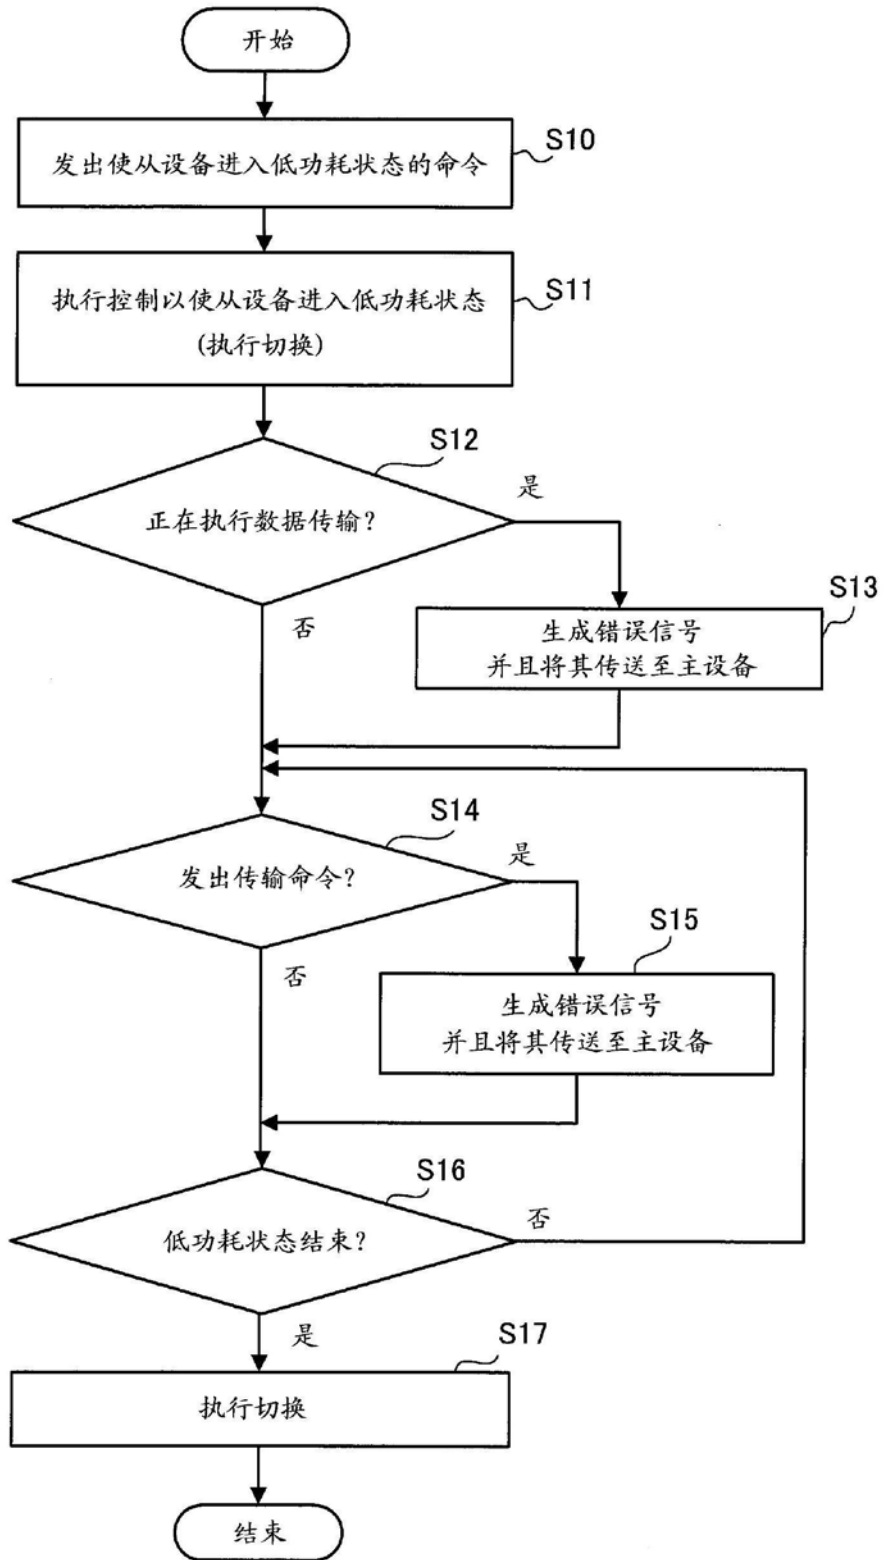 开始
发出使从设备进入低功耗状态的命令
S10
执行控制以使从设备进入低功耗状态
(执行切换)
S11
S12
正在执行数据传输?
是
否
S13
生成错误信号
并且将其传送至主设备
S14
发出传输命令?
是
否
S15
生成错误信号
并且将其传送至主设备
S16
低功耗状态结束?
否
是
S17
执行切换
结束